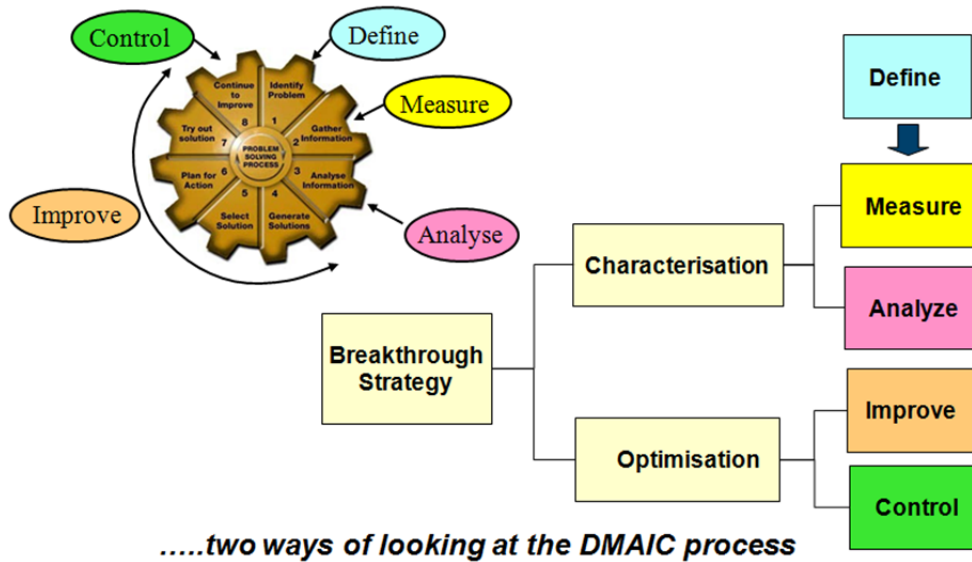 Control
Define
Measure
Analyse
Improve
Continue
to
Improve
8
Identify
Problem
1
Gather
Information
2
Analyse
Information
3
Generate
Solutions
4
Select
Solution
5
Plan for
Action
6
Try out
solution
7
PROBLEM
SOLVING
PROCESS
Define
Measure
Characterisation
Analyze
Breakthrough
Strategy
Improve
Optimisation
Control
.....two ways of looking at the DMAIC process